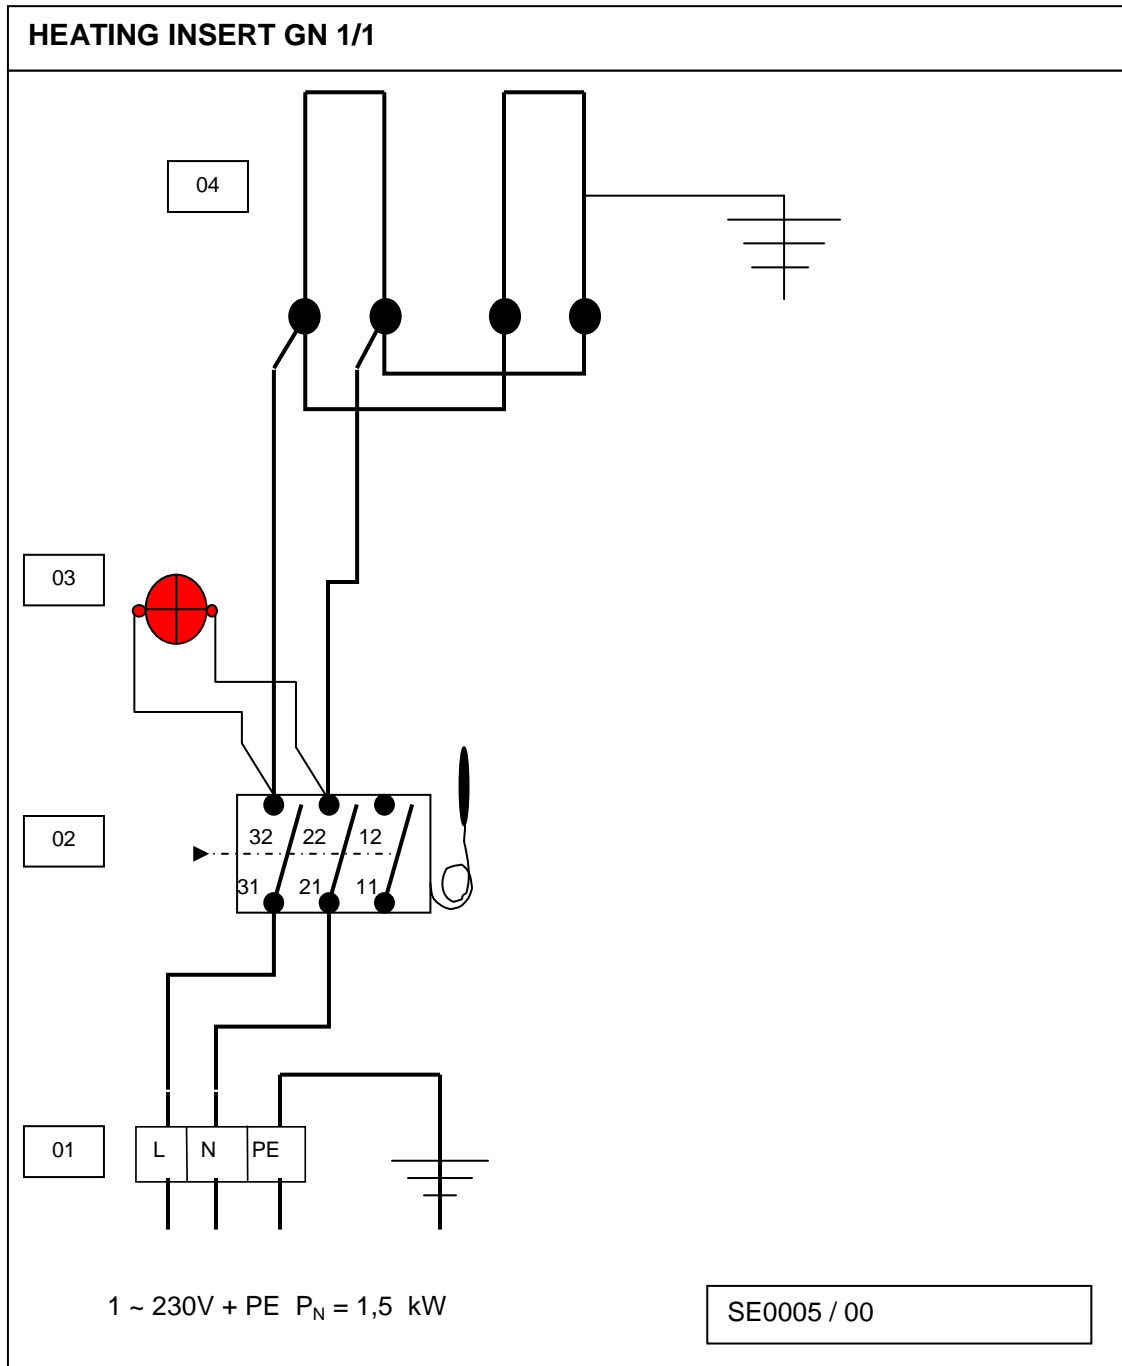 HEATING INSERT GN 1/1
04
03
02
32 22 12
31 21 11
01
L N PE
1 ~ 230V + PE P_N = 1,5 kW
SE0005 / 00